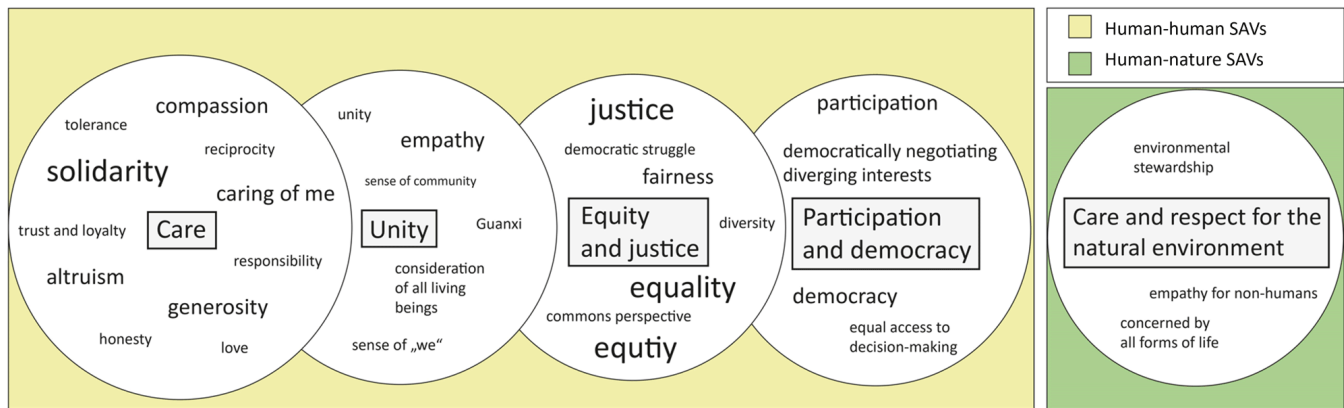 compassion
tolerance
reciprocity
solidarity
caring of me
trust and loyalty
Care
responsibility
altruism
generosity
honesty
love
unity
empathy
sense of community
Guanxi
Unity
consideration
of all living
beings
sense of „we“
justice
democratic struggle
fairness
Equity
and justice
diversity
equality
commons perspective
equtiy
participation
democratically negotiating
diverging interests
Participation
and democracy
democracy
equal access to
decision-making
Human-human SAVs
Human-nature SAVs
environmental
stewardship
Care and respect for the
natural environment
empathy for non-humans
concerned by
all forms of life